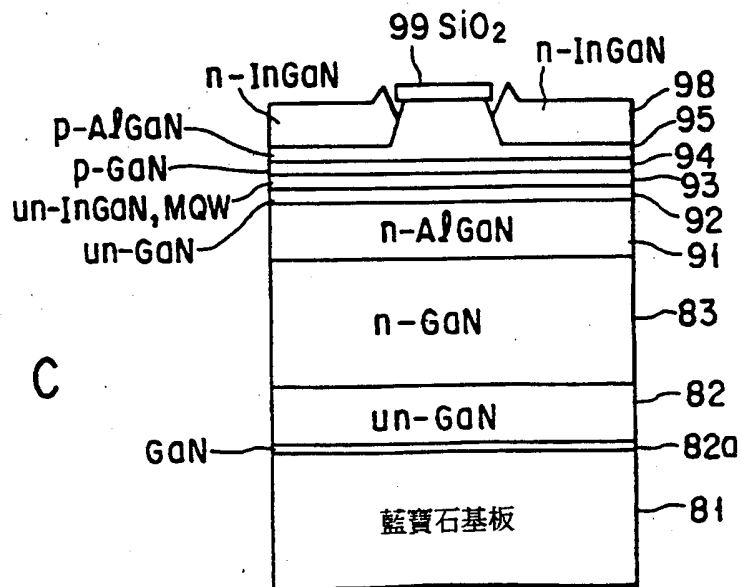 99 SiO₂
n-InGaN
n-InGaN
98
p-AlGaN
95
94
p-GaN
93
un-InGaN, MQW
92
un-GaN
n-AlGaN
91
n-GaN
83
C
82
un-GaN
GaN
82a
藍寶石基板
81